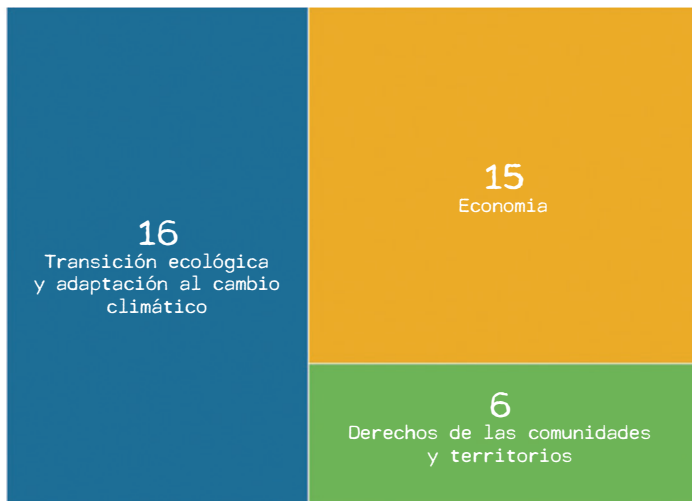 16
Transición ecológica
y adaptación al cambio
climático
15
Economia
6
Derechos de las comunidades
y territorios